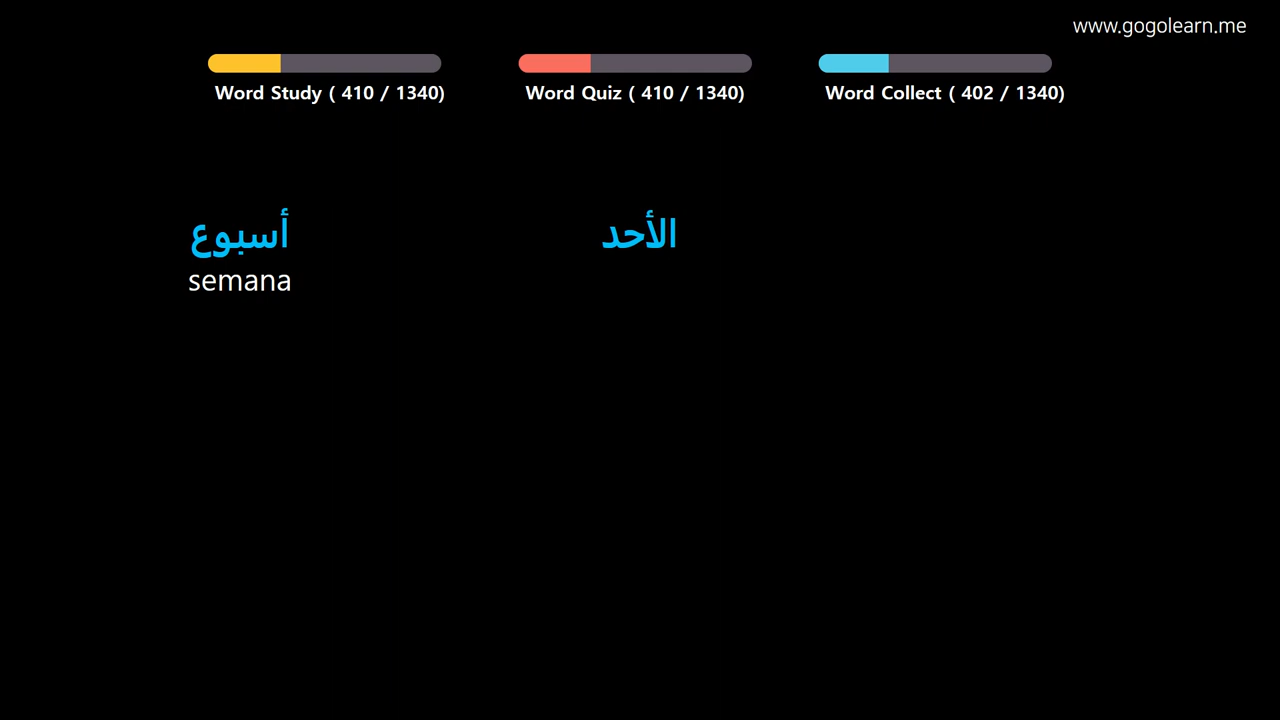 www.gogolearn.me
Word Study ( 410 / 1340)
Word Quiz ( 410 / 1340)
Word Collect ( 402 / 1340)
أسبوع
semana
الأحد